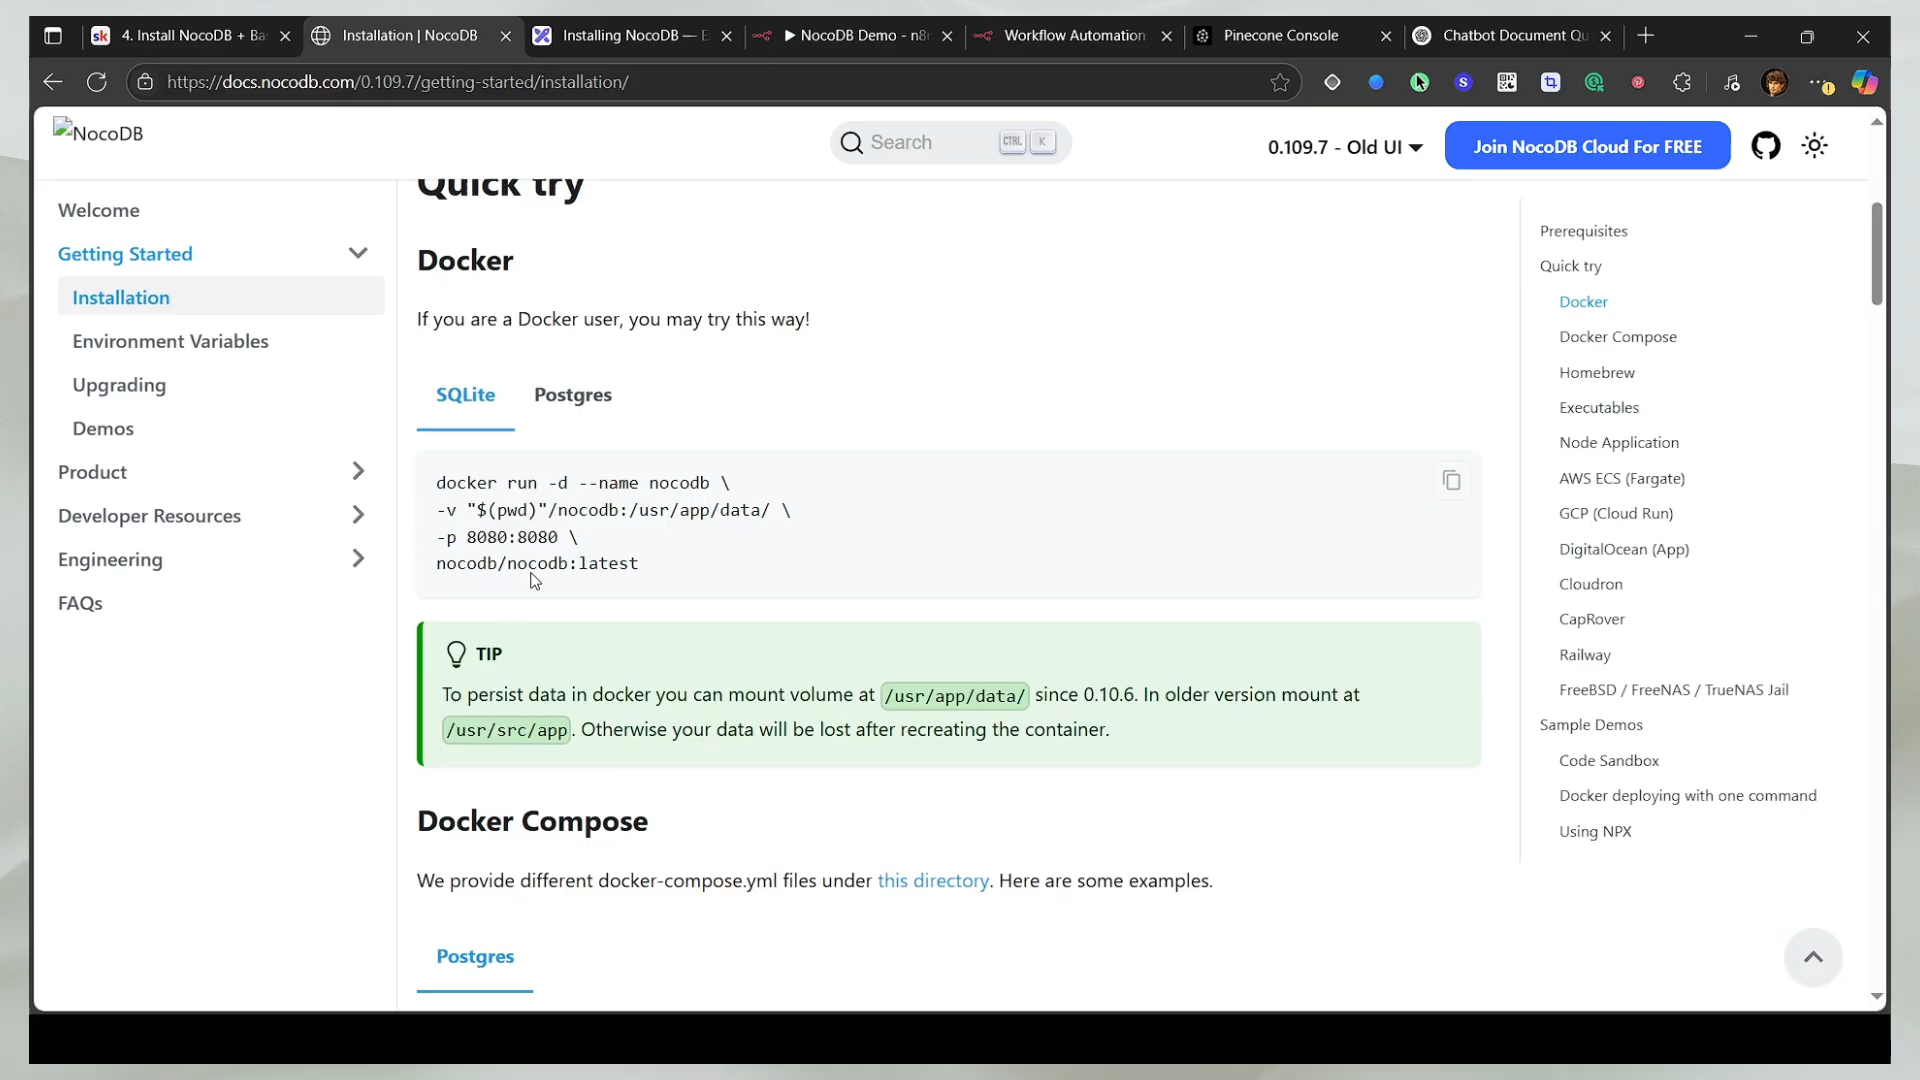 4. Install NocoDB + Ba
Installation | NocoDB
Installing NocoDB — E
NocoDB Demo - n8
Workflow Automation
Pinecone Console
Chatbot Document Qu
https://docs.nocodb.com/0.109.7/getting-started/installation/
NocoDB
Search
CTRL K
0.109.7 - Old UI
Join NocoDB Cloud For FREE
Welcome
Getting Started
Installation
Environment Variables
Upgrading
Demos
Product
Developer Resources
Engineering
FAQs
Quick try
Docker
If you are a Docker user, you may try this way!
SQLite
Postgres
docker run -d --name nocodb \
-v "$(pwd)"/nocodb:/usr/app/data/ \
-p 8080:8080 \
nocodb/nocodb:latest
TIP
To persist data in docker you can mount volume at /usr/app/data/ since 0.10.6. In older version mount at
/usr/src/app. Otherwise your data will be lost after recreating the container.
Docker Compose
We provide different docker-compose.yml files under this directory. Here are some examples.
Postgres
Prerequisites
Quick try
Docker
Docker Compose
Homebrew
Executables
Node Application
AWS ECS (Fargate)
GCP (Cloud Run)
DigitalOcean (App)
Cloudron
CapRover
Railway
FreeBSD / FreeNAS / TrueNAS Jail
Sample Demos
Code Sandbox
Docker deploying with one command
Using NPX